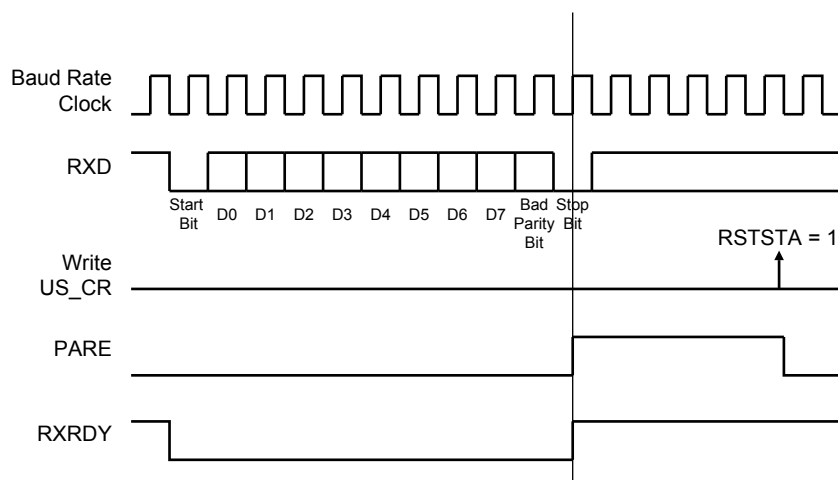 Baud Rate
Clock
RXD
Start
Bit
D0
D1
D2
D3
D4
D5
D6
D7
Bad
Parity
Bit
Stop
Bit
RSTSTA = 1
Write
US_CR
PARE
RXRDY